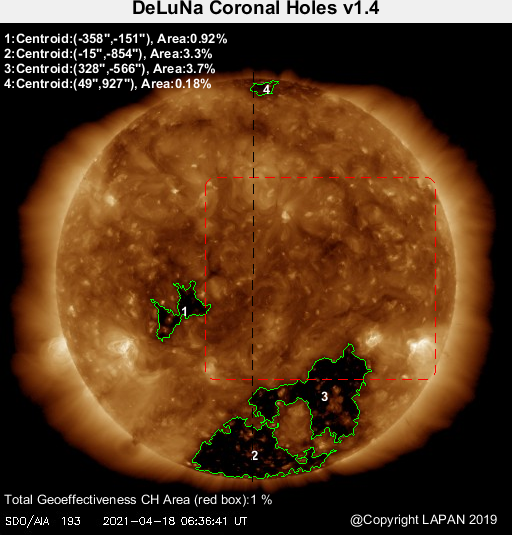 DeLuNa Coronal Holes v1.4
1:Centroid:(-358",-151"), Area:0.92%
2:Centroid:(-15",-854"), Area:3.3%
3:Centroid:(328",-566"), Area:3.7%
4:Centroid:(49",927"), Area:0.18%
4
1
3
2
Total Geoeffectiveness CH Area (red box):1 %
SDO/AIA 193 2021-04-18 06:36:41 UT
@Copyright LAPAN 2019